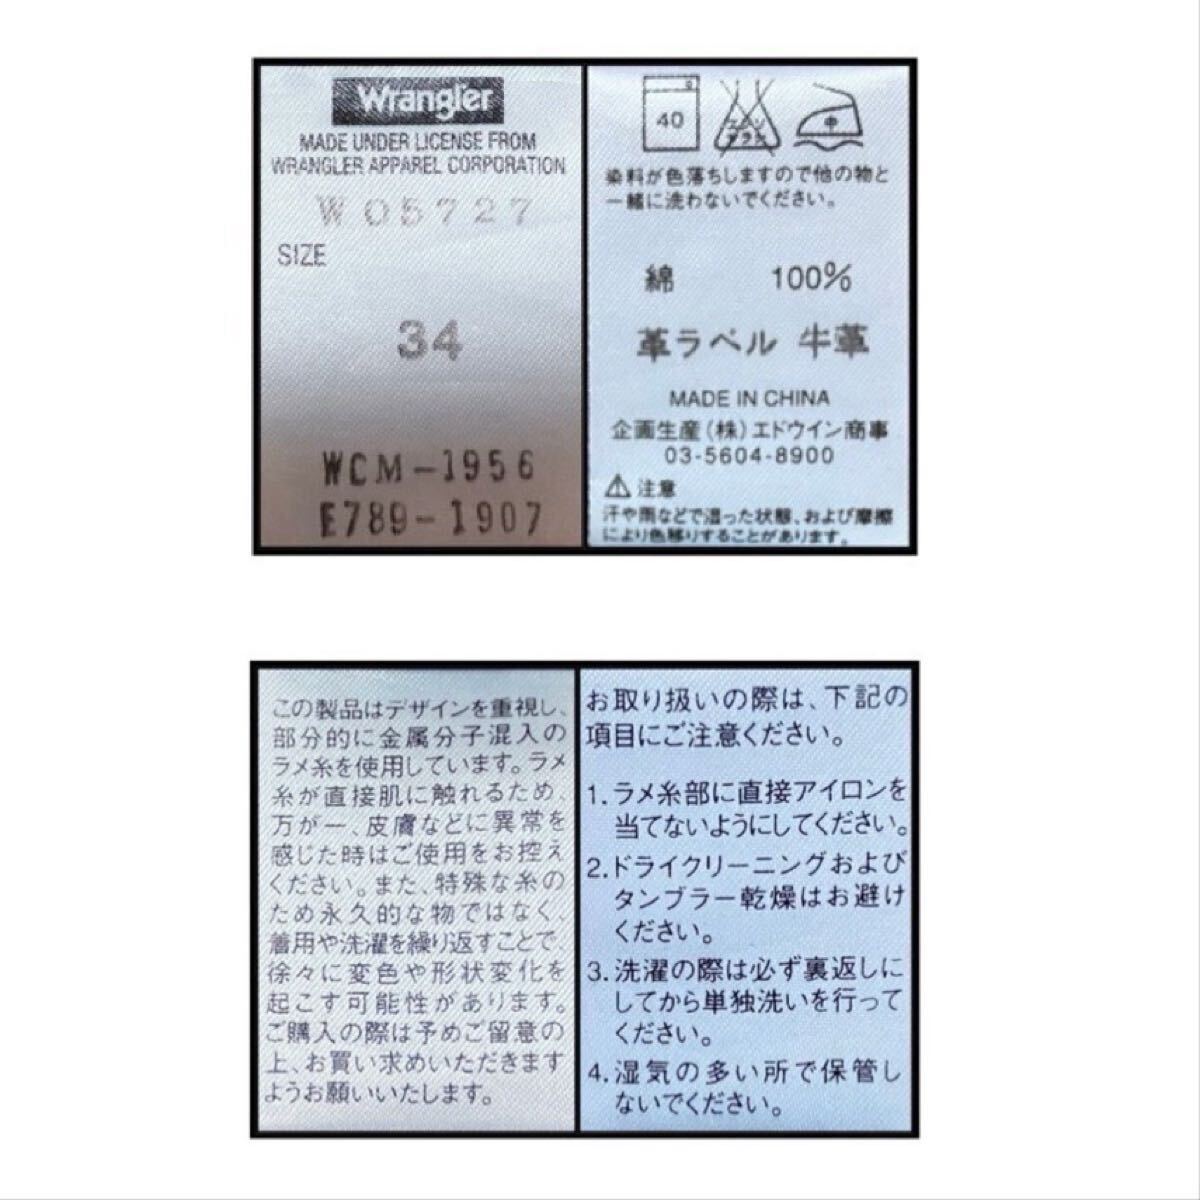 Wrangler
MADE UNDER LICENSE FROM
WRANGLER APPAREL CORPORATION
W05727
SIZE
34
WCM-1956
E789-1907
40
エンソ
サラシ
中
染料が色落ちしますので他の物と
一緒に洗わないでください。
綿 100%
革ラベル 牛革
MADE IN CHINA
企画生産(株)エドウイン商事
03-5604-8900
⚠注意
汗や雨などで湿った状態、および摩擦
により色移りすることがあります。
この製品はデザインを重視し、
部分的に金属分子混入の
ラメ糸を使用しています。ラメ
糸が直接肌に触れるため、
万が一、皮膚などに異常を
感じた時はご使用をお控え
ください。また、特殊な糸の
ため永久的な物ではなく、
着用や洗濯を繰り返すことで、
徐々に変色や形状変化を
起こす可能性があります。
ご購入の際は予めご留意の
上、お買い求めいただきます
ようお願いいたします。
お取り扱いの際は、下記の
項目にご注意ください。
1.ラメ糸部に直接アイロンを
当てないようにしてください。
2.ドライクリーニングおよび
タンブラー乾燥はお避け
ください。
3.洗濯の際は必ず裏返しに
してから単独洗いを行って
ください。
4.湿気の多い所で保管し
ないでください。